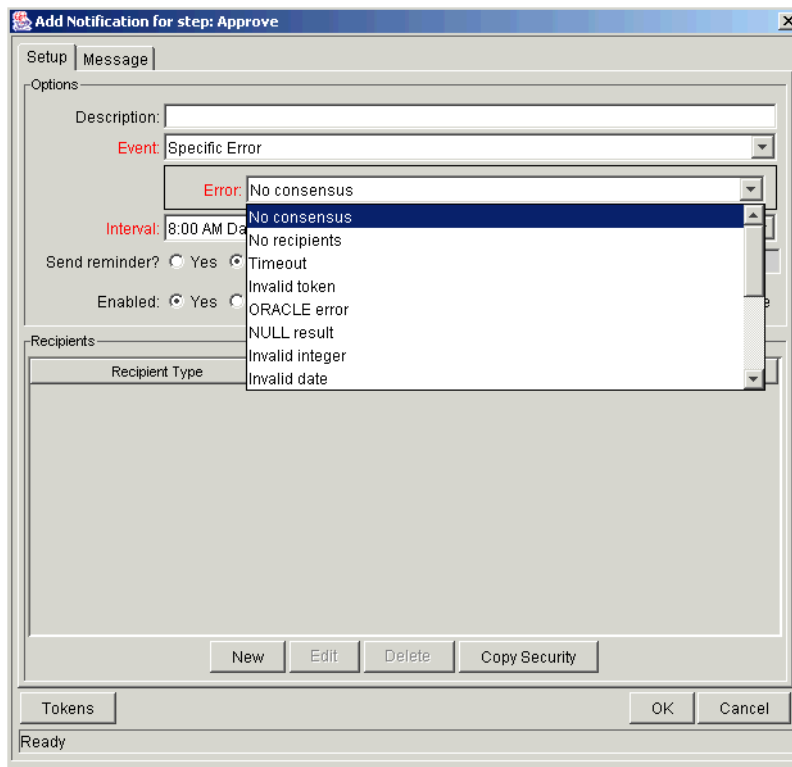 Add Notification for step: Approve
Setup Message
Options
Description:
Event: Specific Error
Error: No consensus
No consensus
Interval: 8:00 AM Da
No recipients
Send reminder? Yes
Timeout
Invalid token
Enabled: Yes
ORACLE error
NULL result
Recipients
Invalid integer
Recipient Type
Invalid date
New Edit Delete Copy Security
Tokens OK Cancel
Ready